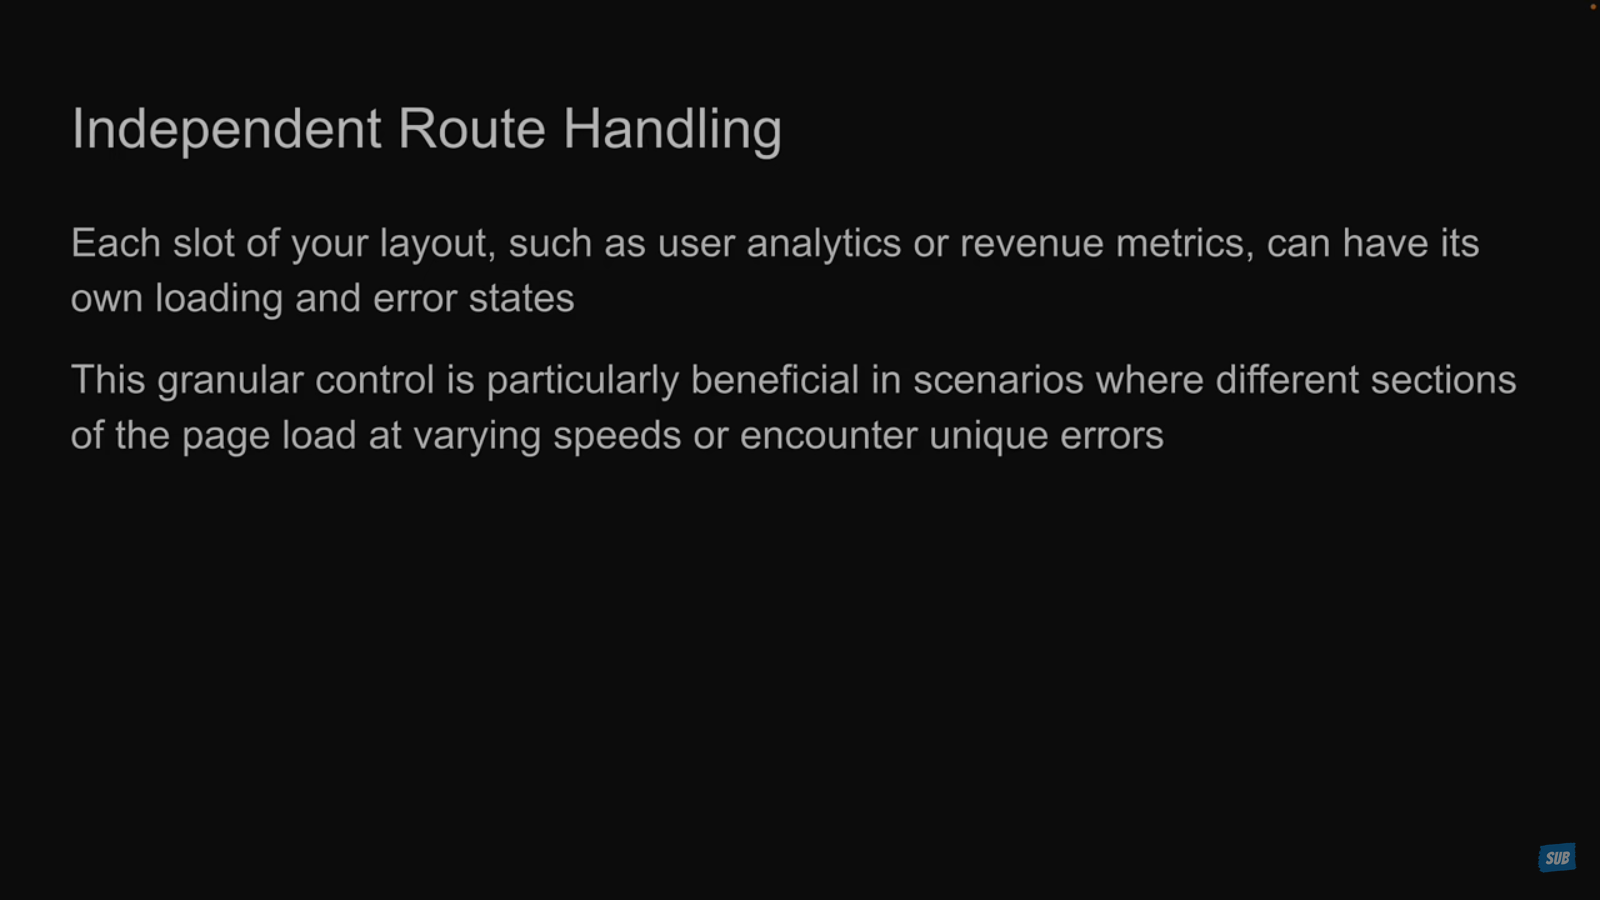 Independent Route Handling
Each slot of your layout, such as user analytics or revenue metrics, can have its
own loading and error states
This granular control is particularly beneficial in scenarios where different sections
of the page load at varying speeds or encounter unique errors
SUB